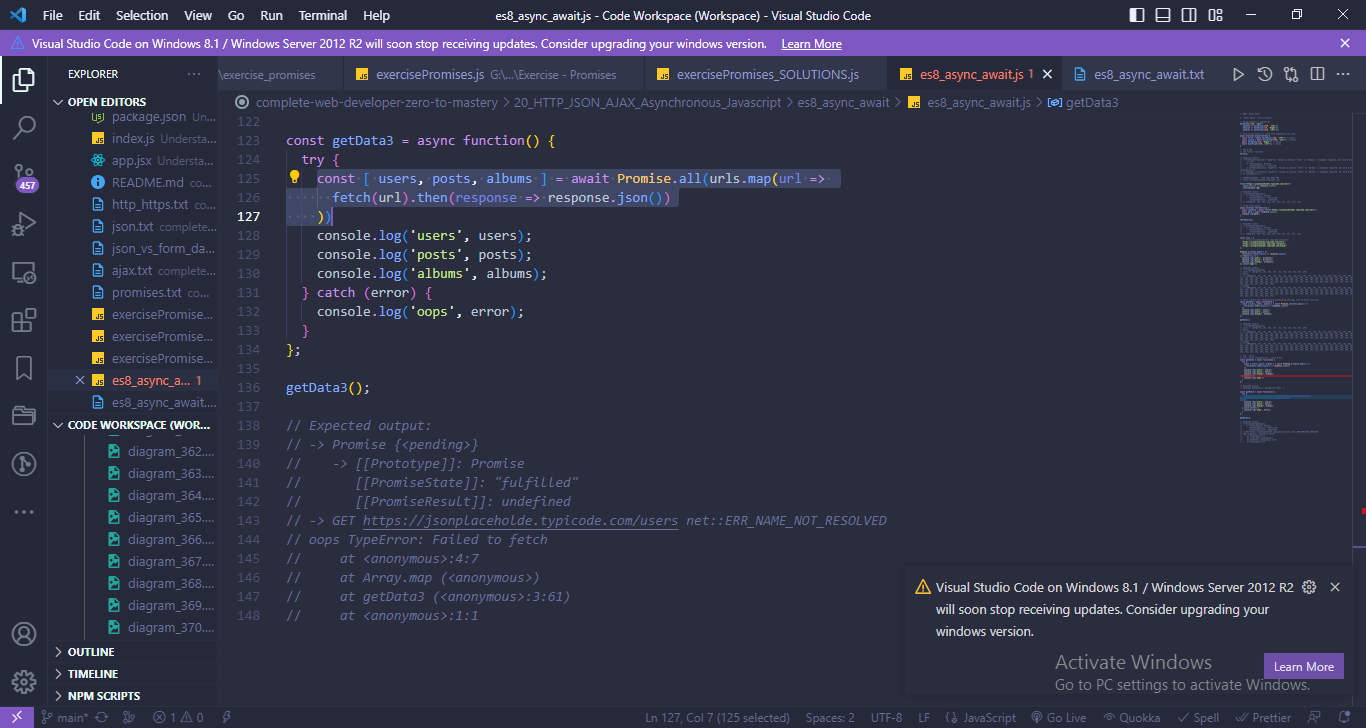 File Edit Selection View Go Run Terminal Help
es8_async_await.js - Code Workspace (Workspace) - Visual Studio Code
Visual Studio Code on Windows 8.1 / Windows Server 2012 R2 will soon stop receiving updates. Consider upgrading your windows version. Learn More
EXPLORER
OPEN EDITORS
package.json Un...
index.js Understa...
app.jsx Understa...
README.md co...
http_https.txt co...
json.txt complete...
json_vs_form_da...
ajax.txt complete...
promises.txt co...
exercisePromise...
exercisePromise...
exercisePromise...
es8_async_a... 1
es8_async_await....
CODE WORKSPACE (WOR...
diagram_362....
diagram_363....
diagram_364....
diagram_365....
diagram_366....
diagram_367....
diagram_368....
diagram_369....
diagram_370....
OUTLINE
TIMELINE
NPM SCRIPTS
457
\exercise_promises
JS exercisePromises.js G:\...\Exercise - Promises
JS exercisePromises_SOLUTIONS.js
JS es8_async_await.js 1
es8_async_await.txt
complete-web-developer-zero-to-mastery > 20_HTTP_JSON_AJAX_Asynchronous_Javascript > es8_async_await > JS es8_async_await.js > getData3
122
123 const getData3 = async function() {
124 try {
125 const [ users, posts, albums ] = await Promise.all(urls.map(url =>
126 fetch(url).then(response => response.json())
127 ))
128 console.log('users', users);
129 console.log('posts', posts);
130 console.log('albums', albums);
131 } catch (error) {
132 console.log('oops', error);
133 }
134 };
135
136 getData3();
137
138 // Expected output:
139 // -> Promise {<pending>}
140 // -> [[Prototype]]: Promise
141 // [[PromiseState]]: "fulfilled"
142 // [[PromiseResult]]: undefined
143 // -> GET https://jsonplaceholde.typicode.com/users net::ERR_NAME_NOT_RESOLVED
144 // oops TypeError: Failed to fetch
145 // at <anonymous>:4:7
146 // at Array.map (<anonymous>)
147 // at getData3 (<anonymous>:3:61)
148 // at <anonymous>:1:1
Visual Studio Code on Windows 8.1 / Windows Server 2012 R2
will soon stop receiving updates. Consider upgrading your
windows version.
Learn More
Activate Windows
Go to PC settings to activate Windows.
main* 1 0
Ln 127, Col 7 (125 selected) Spaces: 2 UTF-8 LF JavaScript Go Live Quokka Spell Prettier